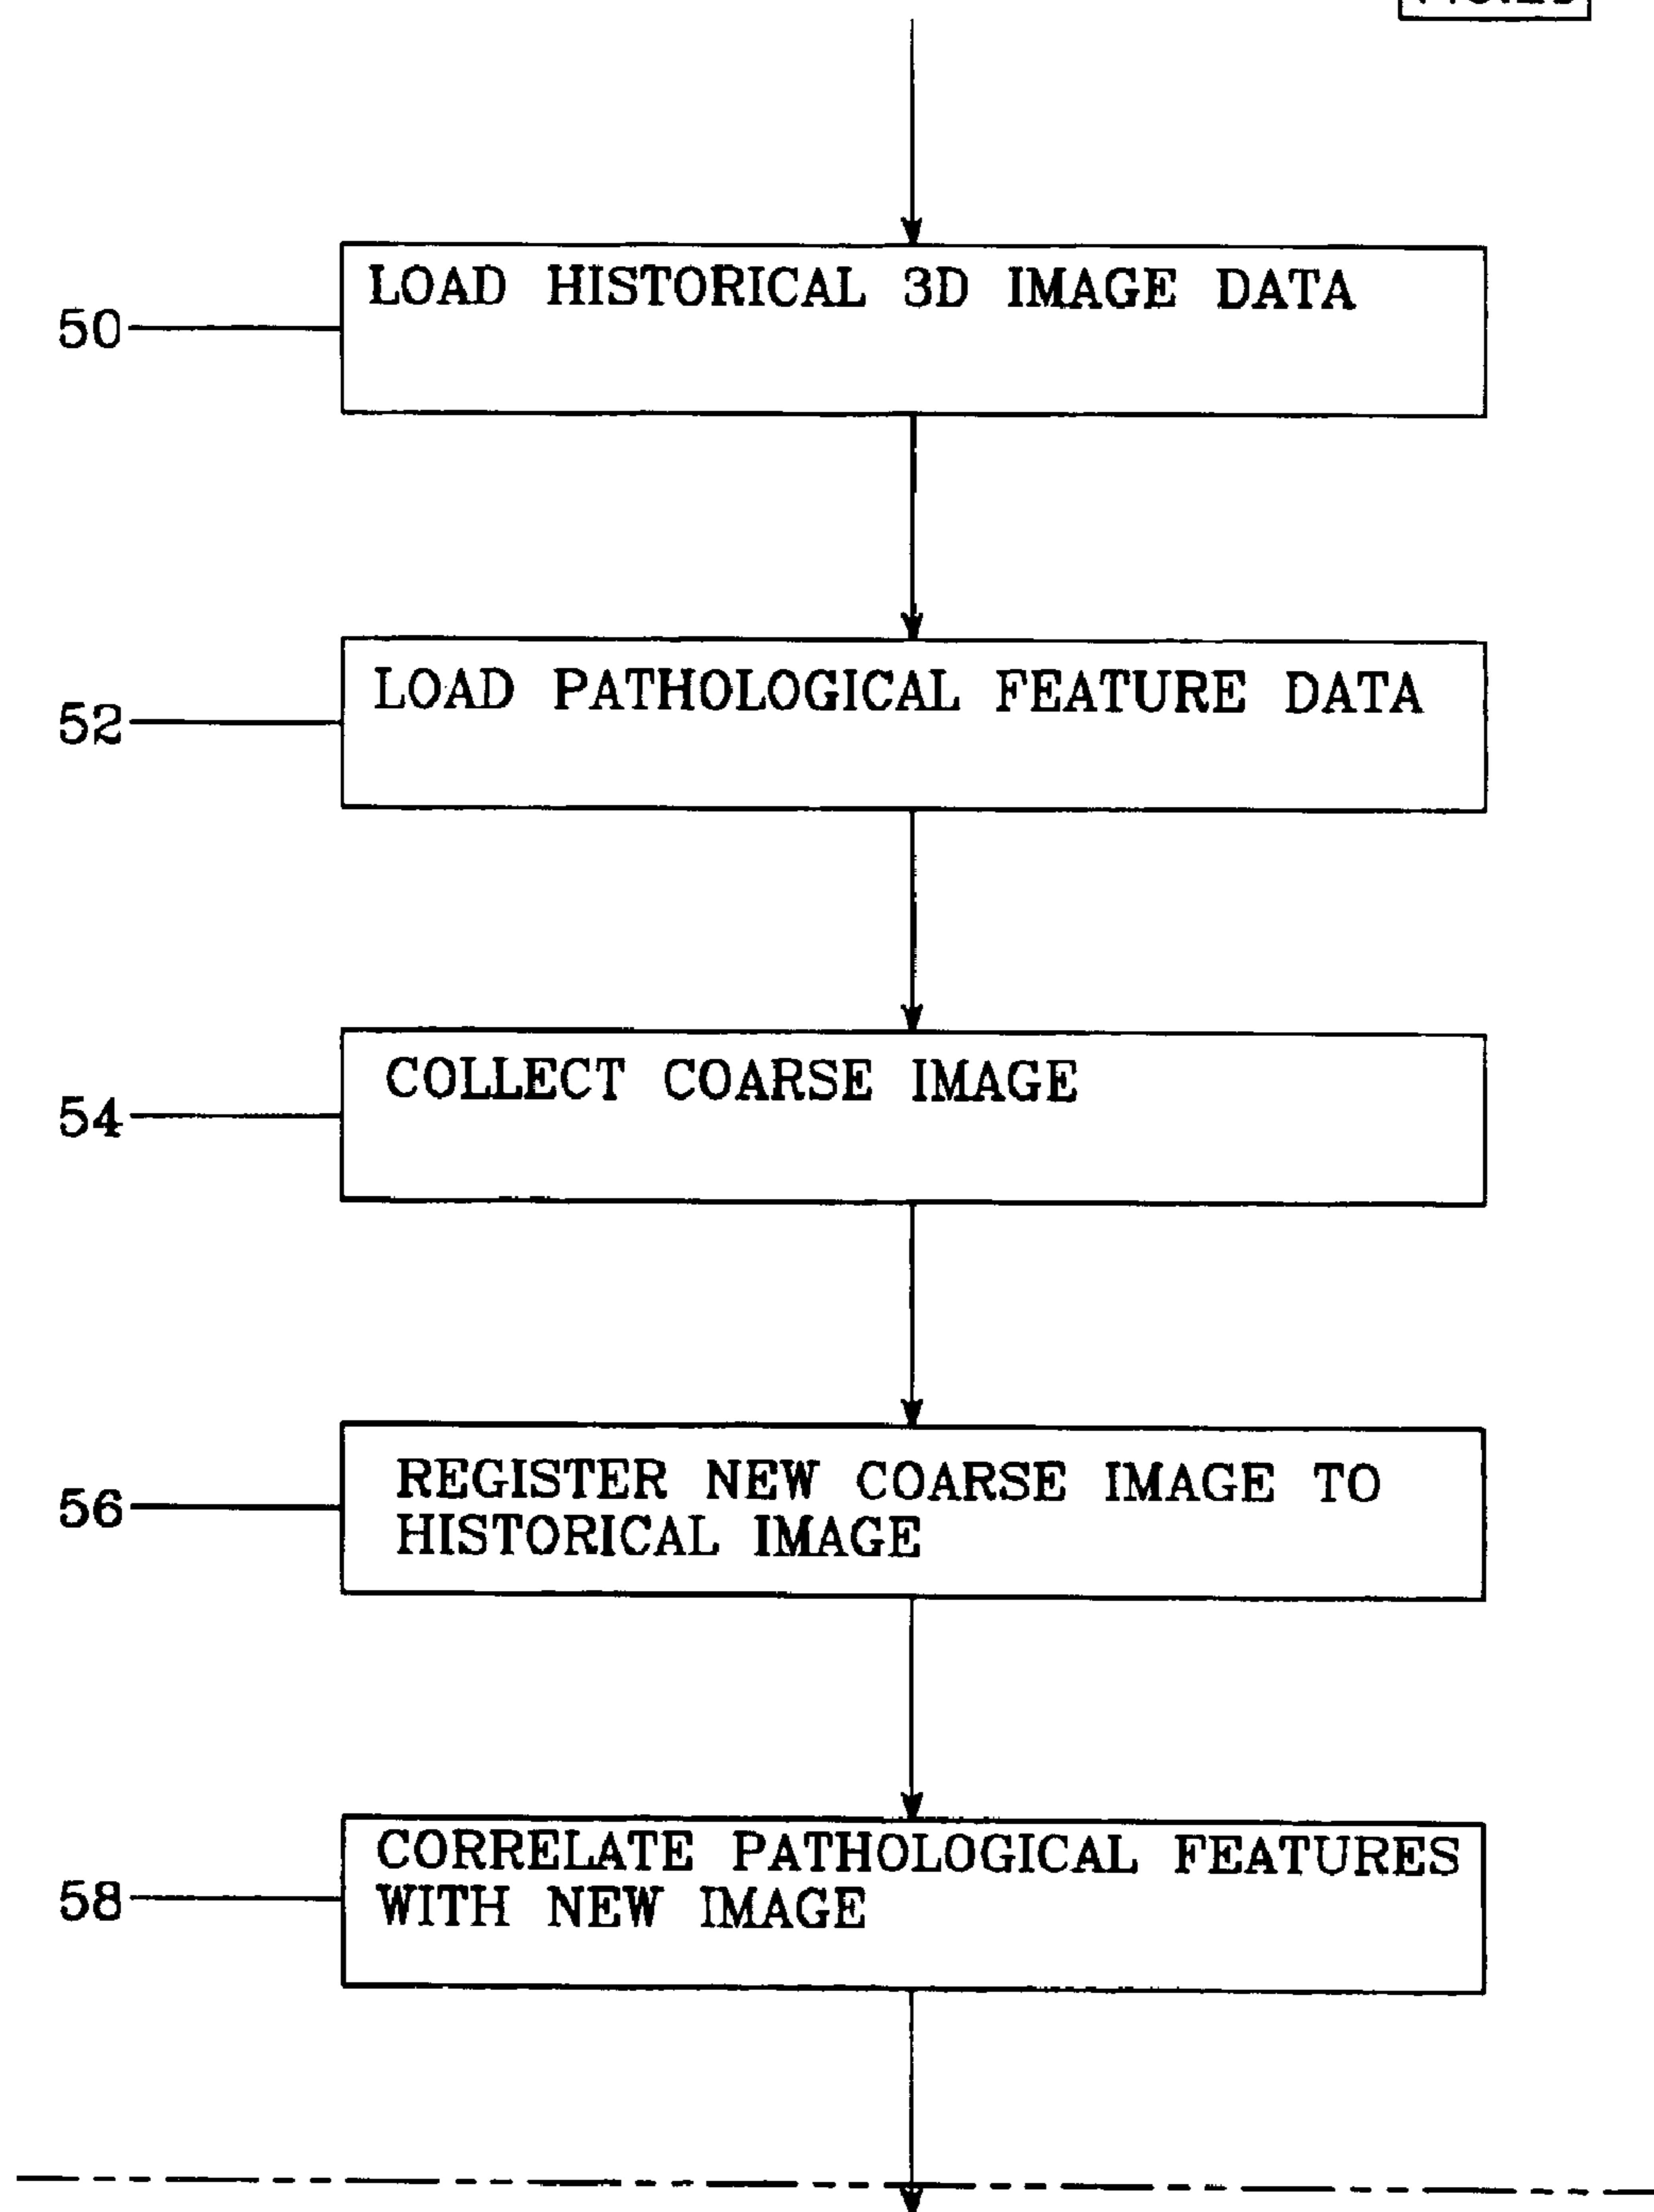 50
LOAD HISTORICAL 3D IMAGE DATA
52
LOAD PATHOLOGICAL FEATURE DATA
54
COLLECT COARSE IMAGE
56
REGISTER NEW COARSE IMAGE TO
HISTORICAL IMAGE
58
CORRELATE PATHOLOGICAL FEATURES
WITH NEW IMAGE